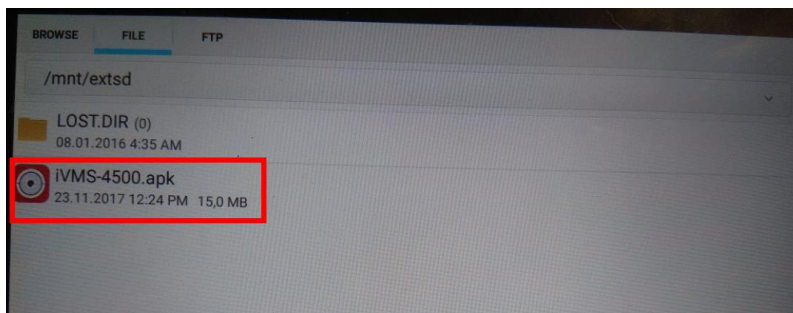 BROWSE FILE FTP
/mnt/extsd
LOST.DIR (0)
08.01.2016 4:35 AM
iVMS-4500.apk
23.11.2017 12:24 PM 15,0 MB